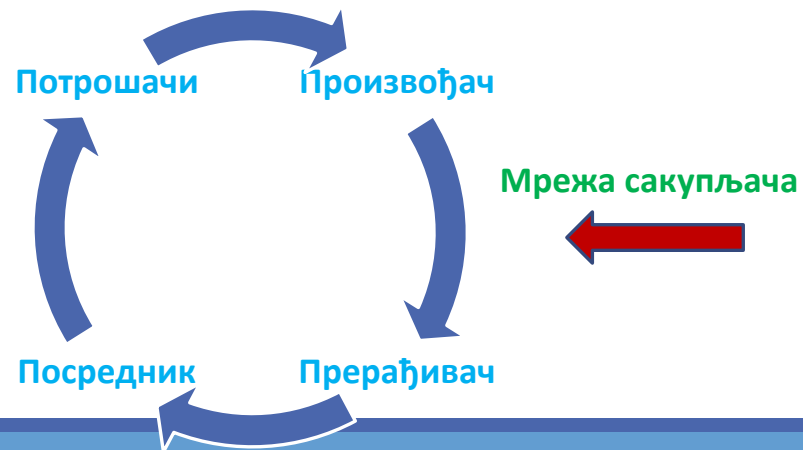 Потрошачи
Произвођач
Мрежа сакупљача
Посредник
Прерађивач